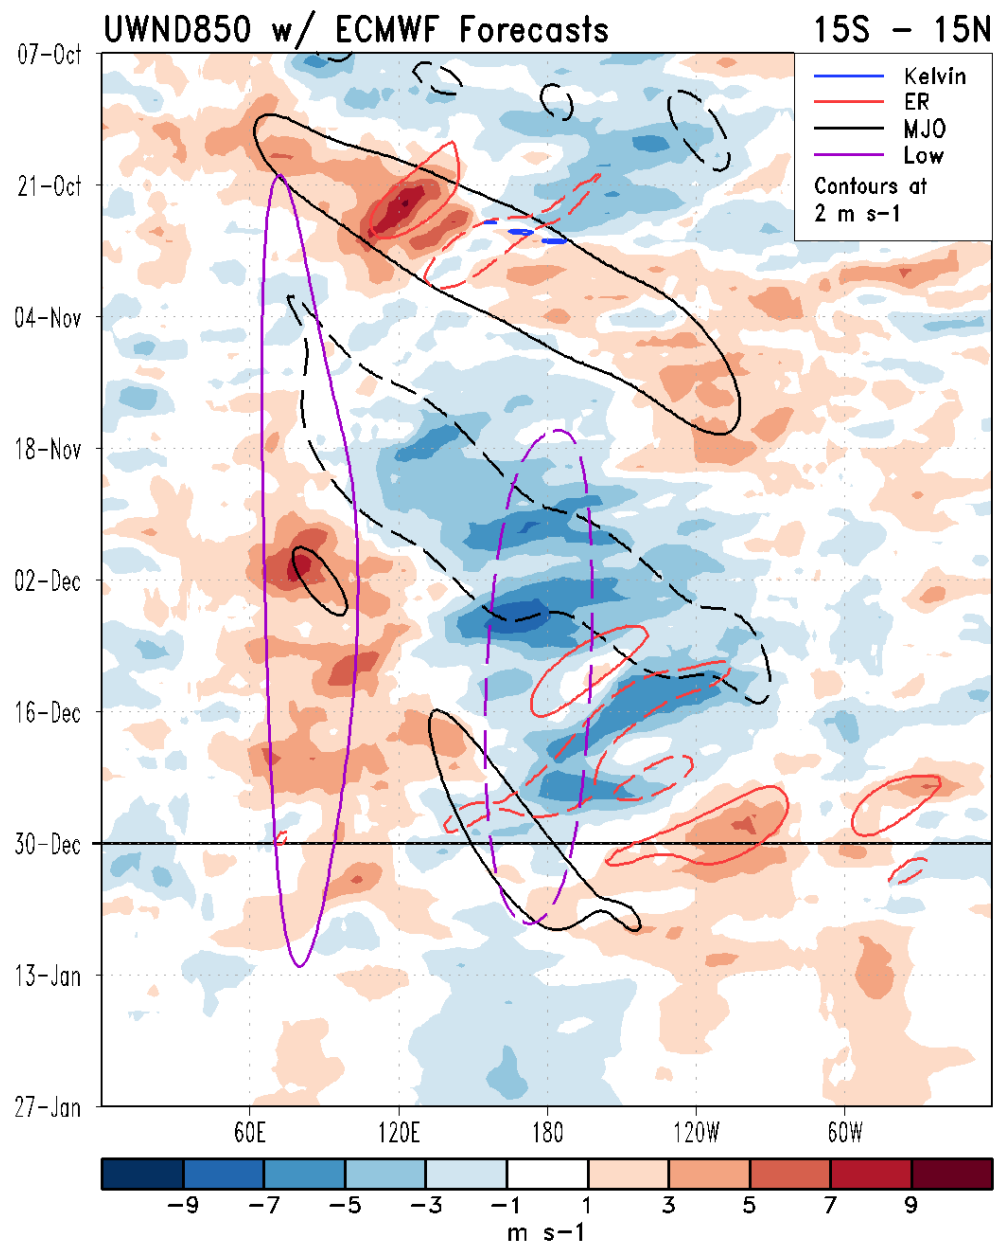 UWND850 w/ ECMWF Forecasts 15S - 15N
07-Oct
Kelvin
ER
MJO
Low
Contours at
2 m s-1
21-Oct
04-Nov
18-Nov
02-Dec
16-Dec
30-Dec
13-Jan
27-Jan
60E 120E 180 120W 60W
-9 -7 -5 -3 -1 1 3 5 7 9
m s-1